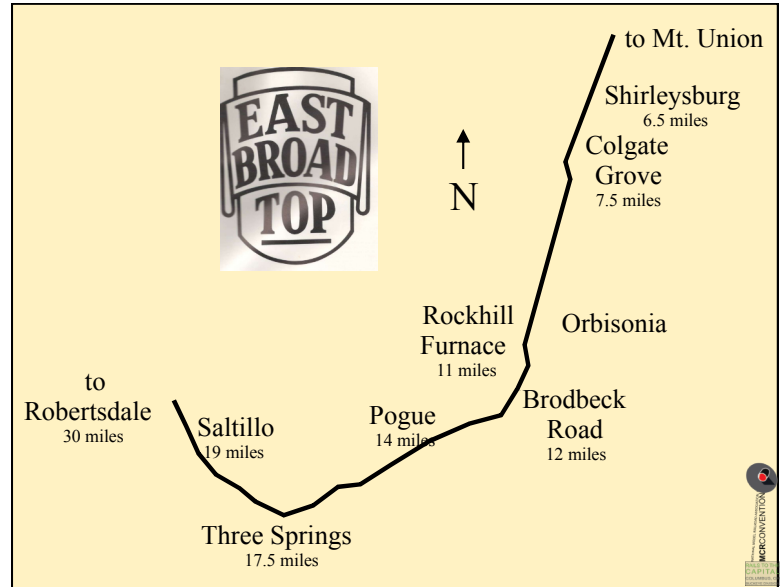 to Mt. Union
Shirleysburg
6.5 miles
Colgate
Grove
7.5 miles
EAST
BROAD
TOP
N
Rockhill
Furnace
11 miles
Orbisonia
to
Robertsdale
30 miles
Saltillo
19 miles
Pogue
14 miles
Brodbeck
Road
12 miles
Three Springs
17.5 miles
MCRCONVENTION
CAPITAL